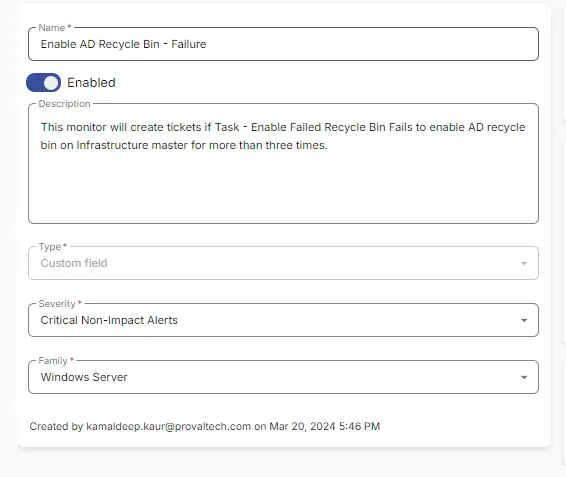 Name *
Enable AD Recycle Bin - Failure
Enabled
Description
This monitor will create tickets if Task - Enable Failed Recycle Bin Fails to enable AD recycle
bin on Infrastructure master for more than three times.
Type *
Custom field
Severity *
Critical Non-Impact Alerts
Family *
Windows Server
Created by kamaldeep.kaur@provaltech.com on Mar 20, 2024 5:46 PM